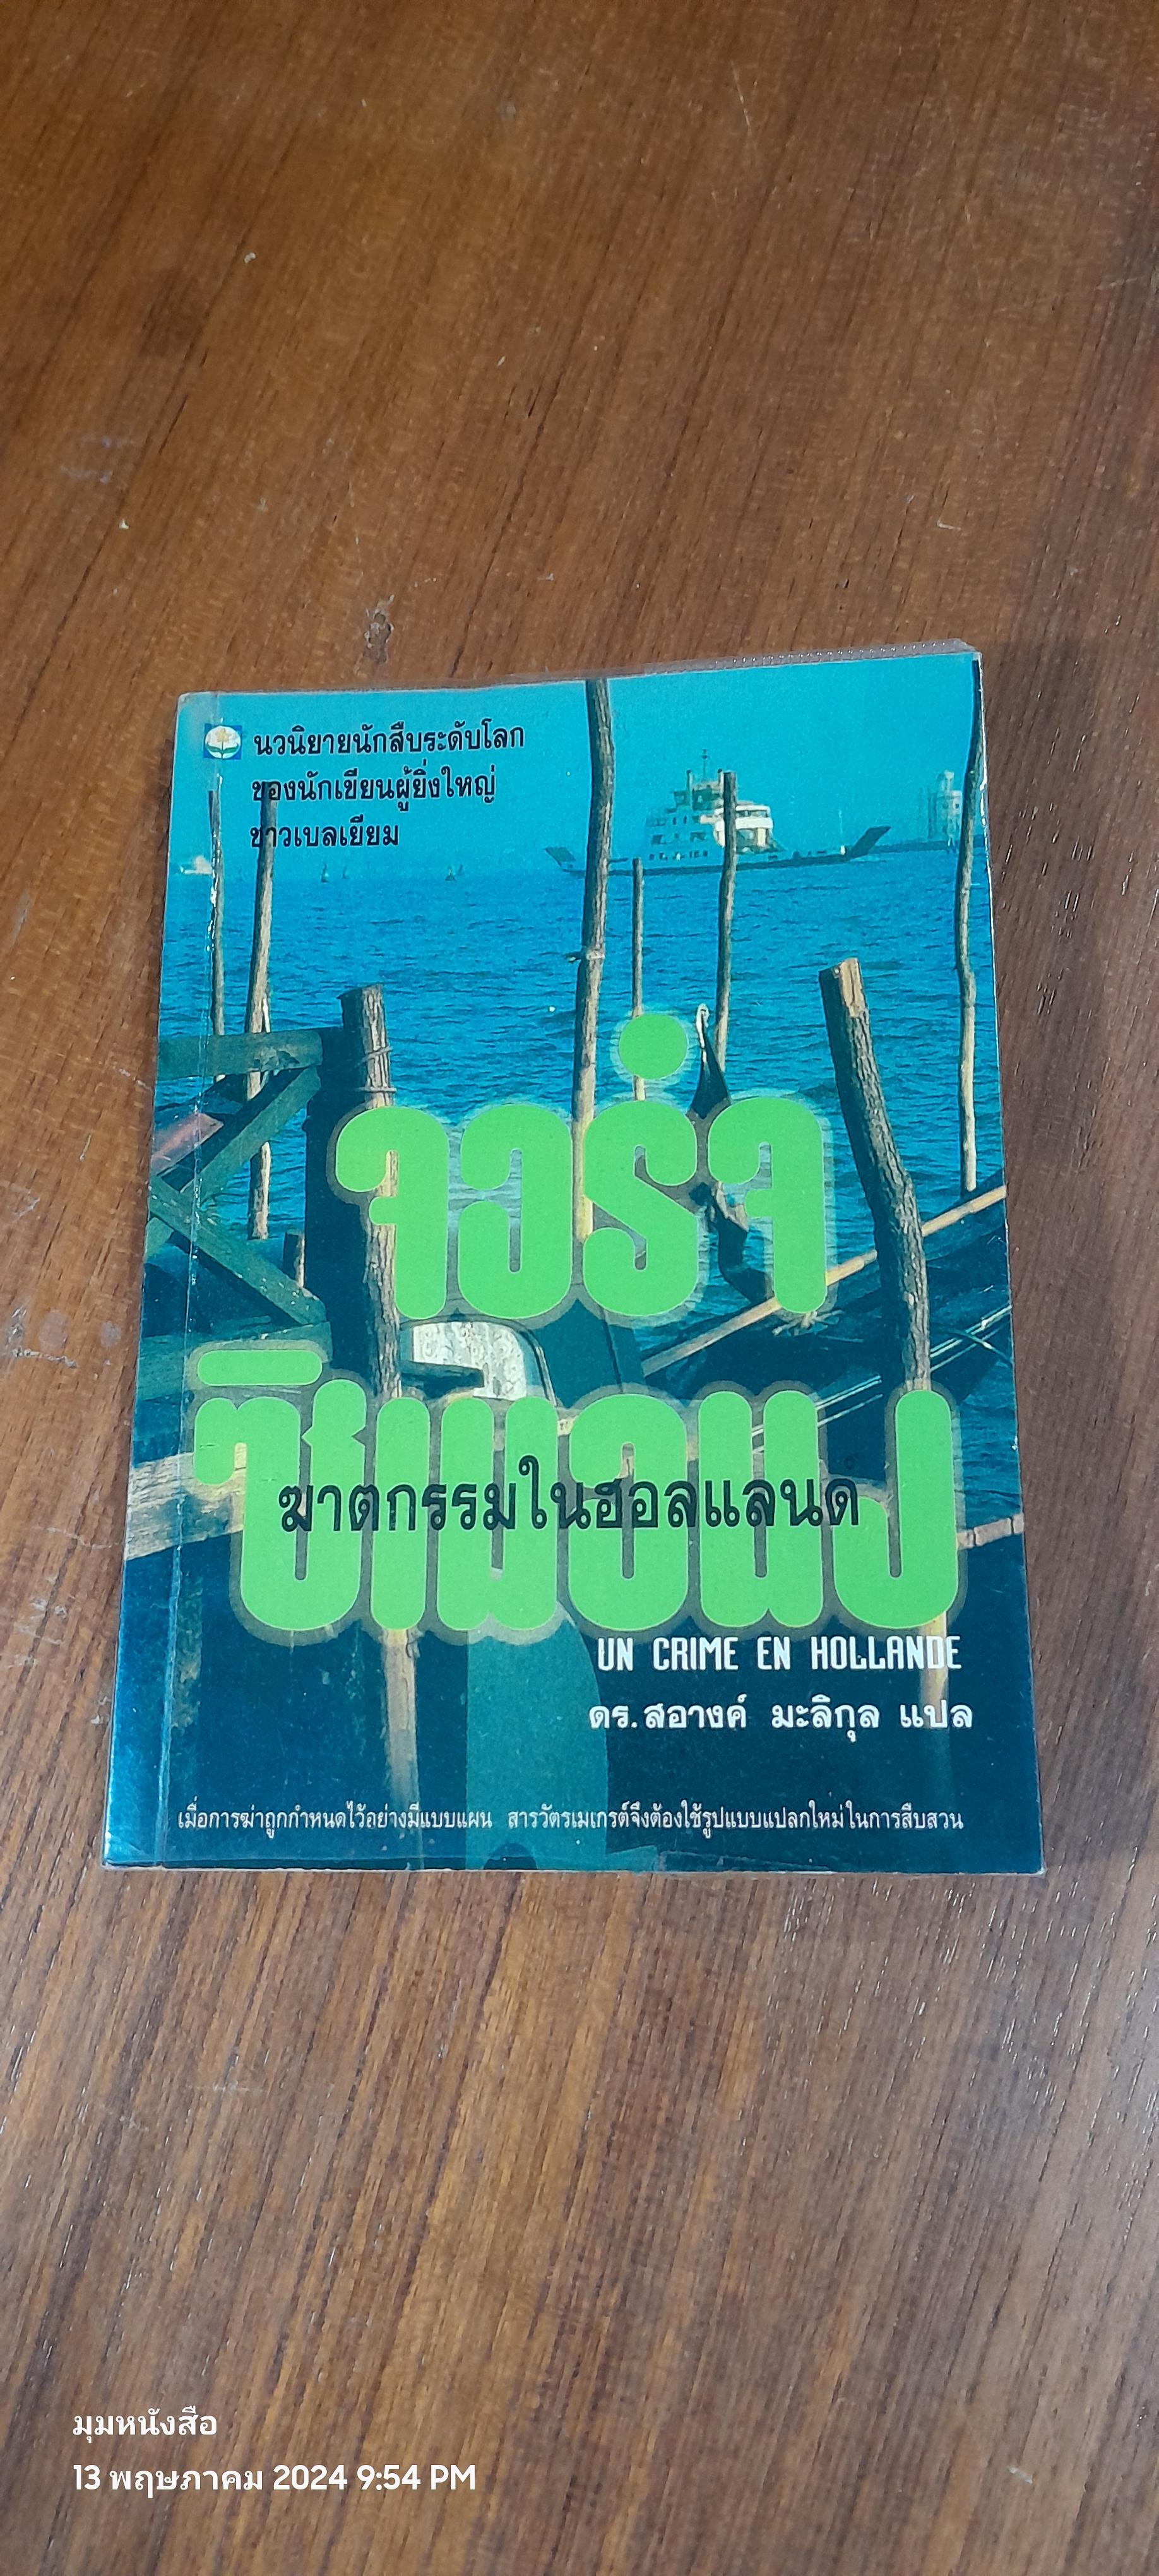 นวนิยายนักสืบระดับโลก
ของนักเขียนผู้ยิ่งใหญ่
ชาวเบลเยียม
จอร์จ
ซิเมอนง
ฆาตกรรมในฮอลแลนด์
UN CRIME EN HOLLANDE
ดร.สอางค์ มะลิกุล แปล
เมื่อการฆ่าถูกกำหนดไว้อย่างมีแบบแผน สารวัตรเมเกรต์จึงต้องใช้รูปแบบแปลกใหม่ในการสืบสวน
มุมหนังสือ
13 พฤษภาคม 2024 9:54 PM